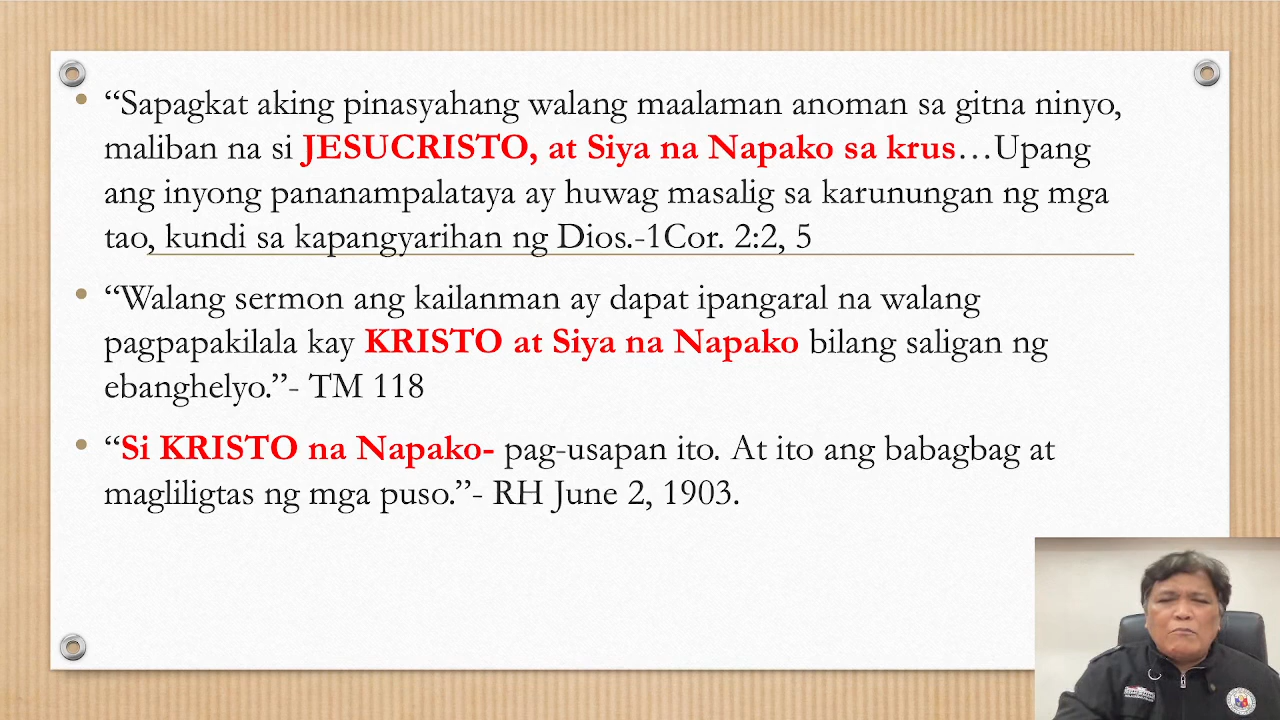 • “Sapagkat aking pinasyahang walang maalaman anoman sa gitna ninyo,
maliban na si JESUCRISTO, at Siya na Napako sa krus…Upang
ang inyong pananampalataya ay huwag masalig sa karunungan ng mga
tao, kundi sa kapangyarihan ng Dios.-1Cor. 2:2, 5
• “Walang sermon ang kailanman ay dapat ipangaral na walang
pagpapakilala kay KRISTO at Siya na Napako bilang saligan ng
ebanghelyo.”- TM 118
• “Si KRISTO na Napako- pag-usapan ito. At ito ang babagbag at
magliligtas ng mga puso.”- RH June 2, 1903.